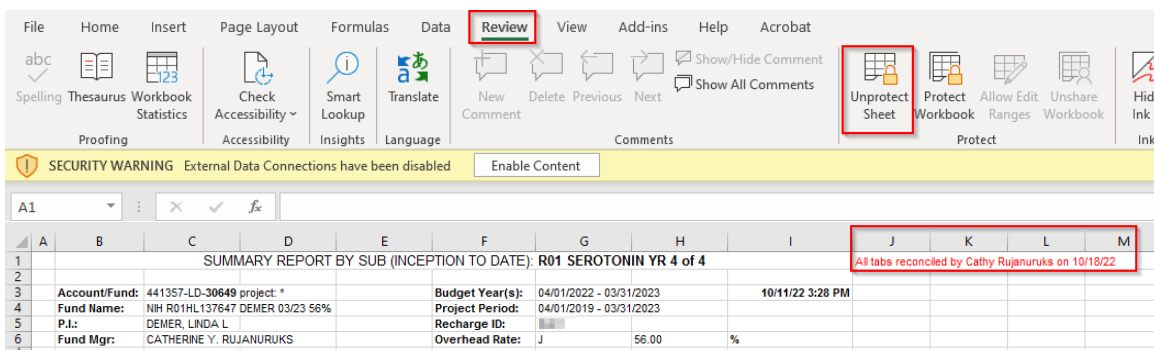 File Home Insert Page Layout Formulas Data Review View Add-ins Help Acrobat
abc
Spelling Thesaurus Workbook Statistics
Check Accessibility
Smart Lookup
Translate
New Comment
Delete Previous Next
Show/Hide Comment
Show All Comments
Unprotect Sheet
Protect Workbook
Allow Edit Ranges
Unshare Workbook
Hid
Ink
Proofing Accessibility Insights Language Comments Protect Ink
SECURITY WARNING External Data Connections have been disabled Enable Content
A1 fx
A B C D E F G H I J K L M
1 SUMMARY REPORT BY SUB (INCEPTION TO DATE): R01 SEROTONIN YR 4 of 4 All tabs reconciled by Cathy Rujanuruks on 10/18/22
2
3 Account/Fund: 441357-LD-30649 project: * Budget Year(s): 04/01/2022 - 03/31/2023 10/11/22 3:28 PM
4 Fund Name: NIH R01HL137647 DEMER 03/23 56% Project Period: 04/01/2019 - 03/31/2023
5 P.I.: DEMER, LINDA L Recharge ID:
6 Fund Mgr: CATHERINE Y. RUJANURUKS Overhead Rate: J 56.00 %